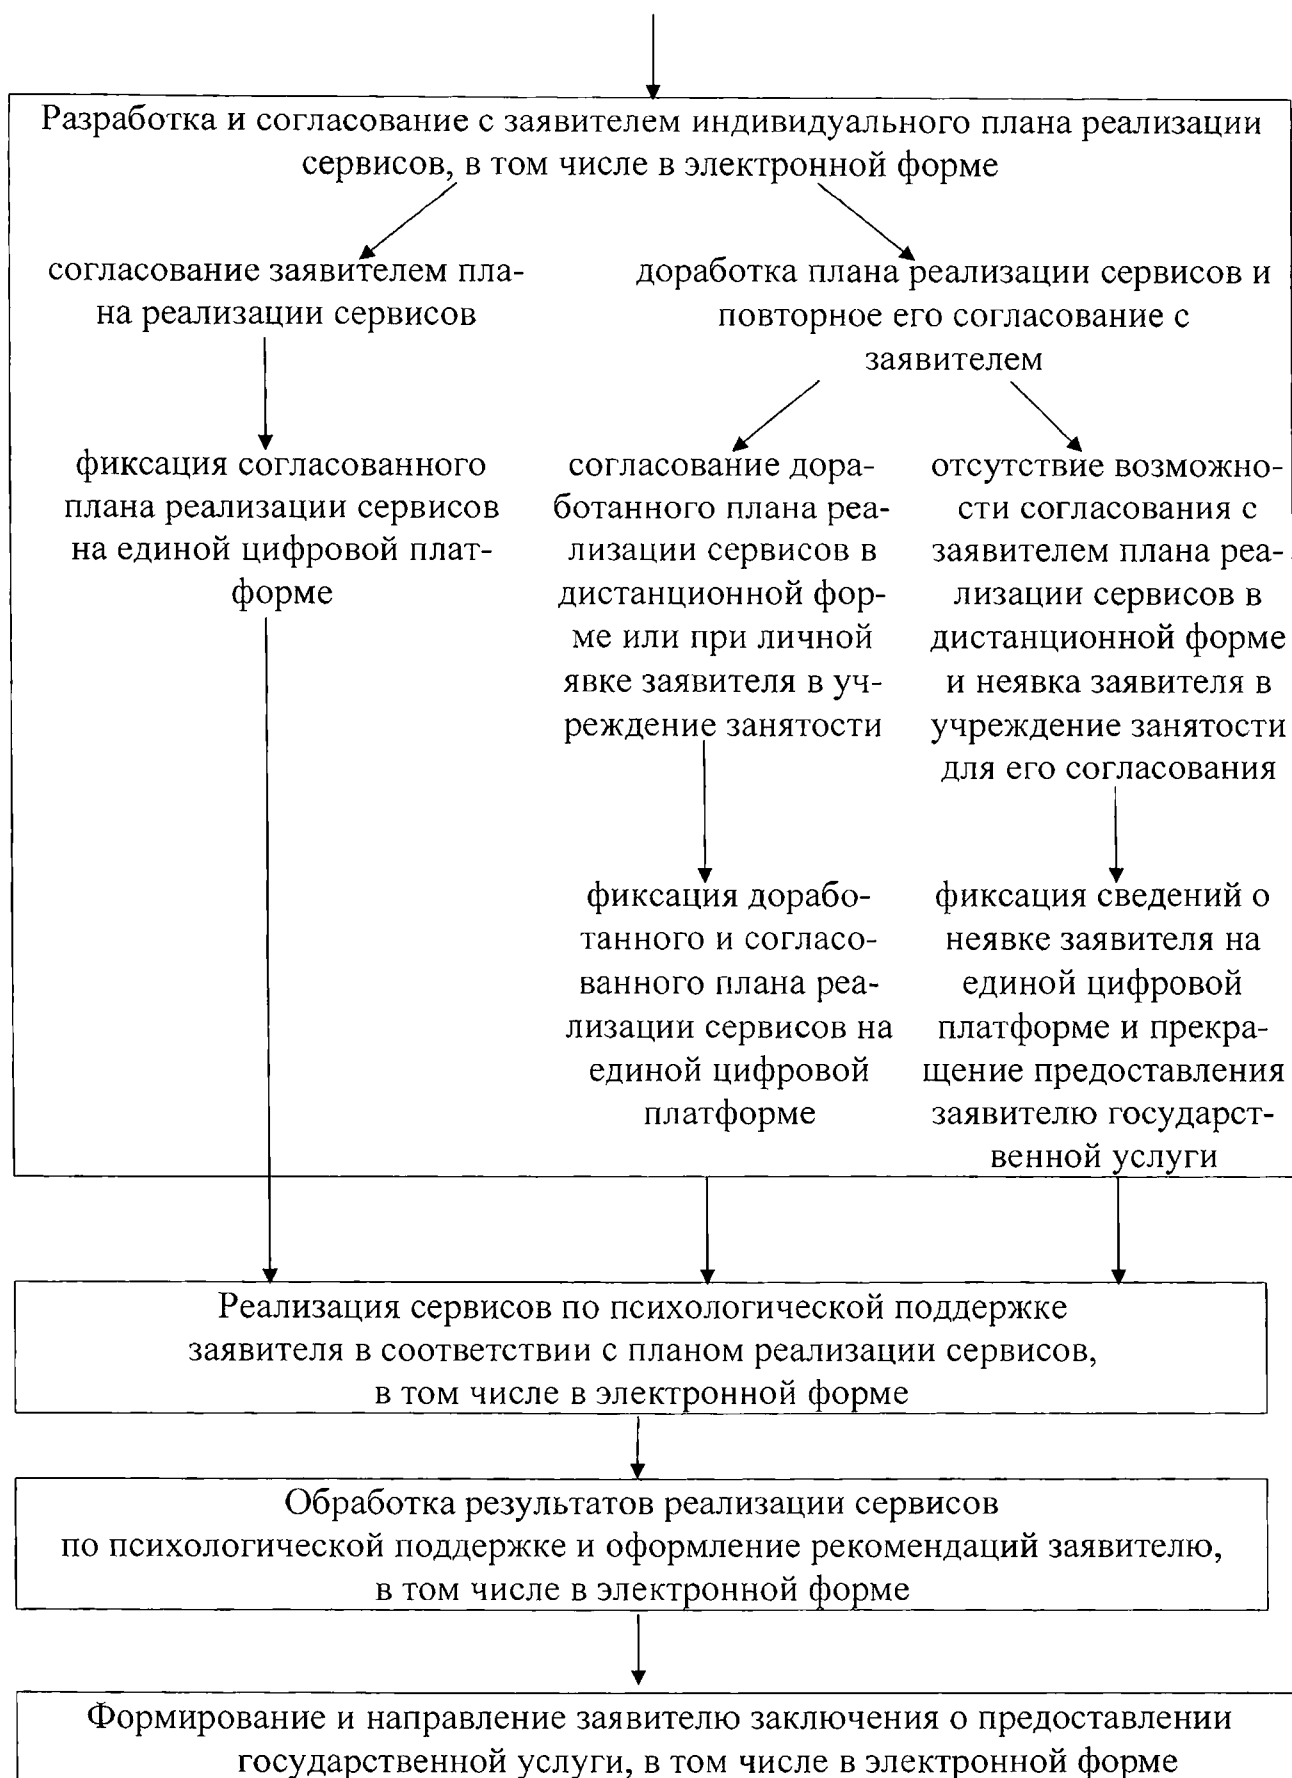 Разработка и согласование с заявителем индивидуального плана реализации
сервисов, в том числе в электронной форме
согласование заявителем пла-
на реализации сервисов
доработка плана реализации сервисов и
повторное его согласование с
заявителем
фиксация согласованного
плана реализации сервисов
на единой цифровой плат-
форме
согласование дора-
ботанного плана реа-
лизации сервисов в
дистанционной фор-
ме или при личной
явке заявителя в уч-
реждение занятости
отсутствие возможно-
сти согласования с
заявителем плана реа-
лизации сервисов в
дистанционной форме
и неявка заявителя в
учреждение занятости
для его согласования
фиксация дорабо-
танного и согласо-
ванного плана реа-
лизации сервисов на
единой цифровой
платформе
фиксация сведений о
неявке заявителя на
единой цифровой
платформе и прекра-
щение предоставления
заявителю государст-
венной услуги
Реализация сервисов по психологической поддержке
заявителя в соответствии с планом реализации сервисов,
в том числе в электронной форме
Обработка результатов реализации сервисов
по психологической поддержке и оформление рекомендаций заявителю,
в том числе в электронной форме
Формирование и направление заявителю заключения о предоставлении
государственной услуги, в том числе в электронной форме